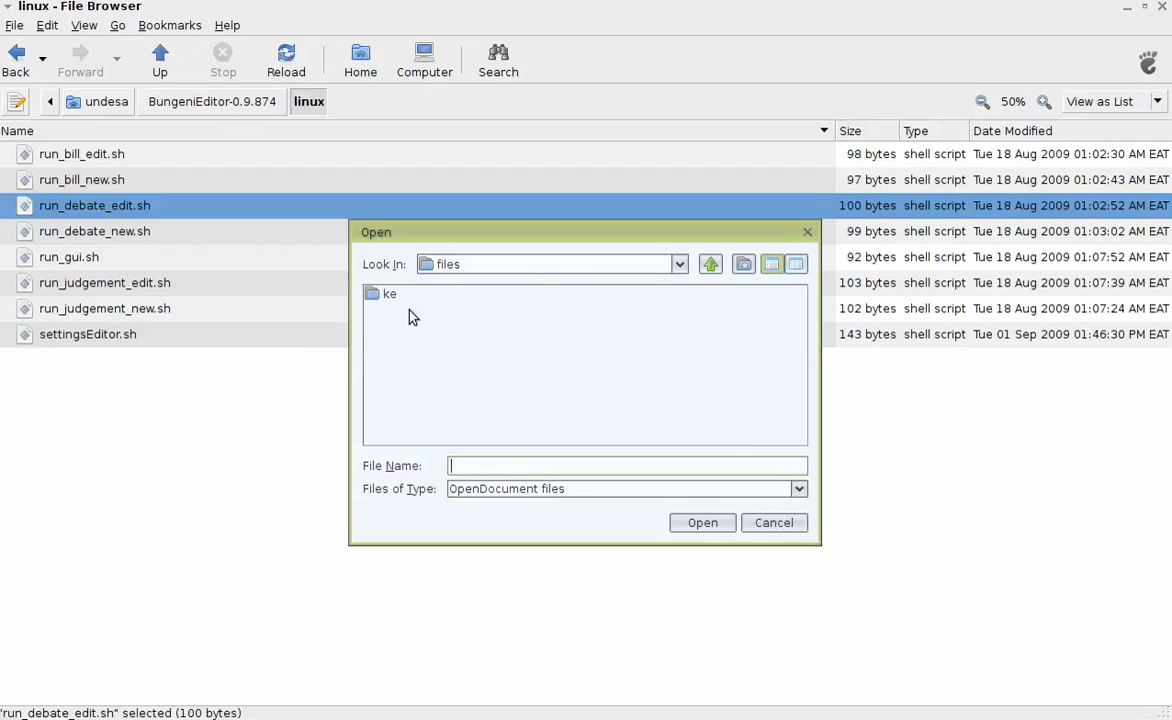 linux - File Browser
File Edit View Go Bookmarks Help
Back Forward Up Stop Reload Home Computer Search
undesa BungeniEditor-0.9.874 linux 50% View as List
Name Size Type Date Modified
run_bill_edit.sh 98 bytes shell script Tue 18 Aug 2009 01:02:30 AM EAT
run_bill_new.sh 97 bytes shell script Tue 18 Aug 2009 01:02:43 AM EAT
run_debate_edit.sh 100 bytes shell script Tue 18 Aug 2009 01:02:52 AM EAT
run_debate_new.sh 99 bytes shell script Tue 18 Aug 2009 01:03:02 AM EAT
run_gui.sh 92 bytes shell script Tue 18 Aug 2009 01:07:52 AM EAT
run_judgement_edit.sh 103 bytes shell script Tue 18 Aug 2009 01:07:39 AM EAT
run_judgement_new.sh 102 bytes shell script Tue 18 Aug 2009 01:07:24 AM EAT
settingsEditor.sh 143 bytes shell script Tue 01 Sep 2009 01:46:30 PM EAT
Open
Look In: files
ke
File Name:
Files of Type: OpenDocument files
Open Cancel
"run_debate_edit.sh" selected (100 bytes)